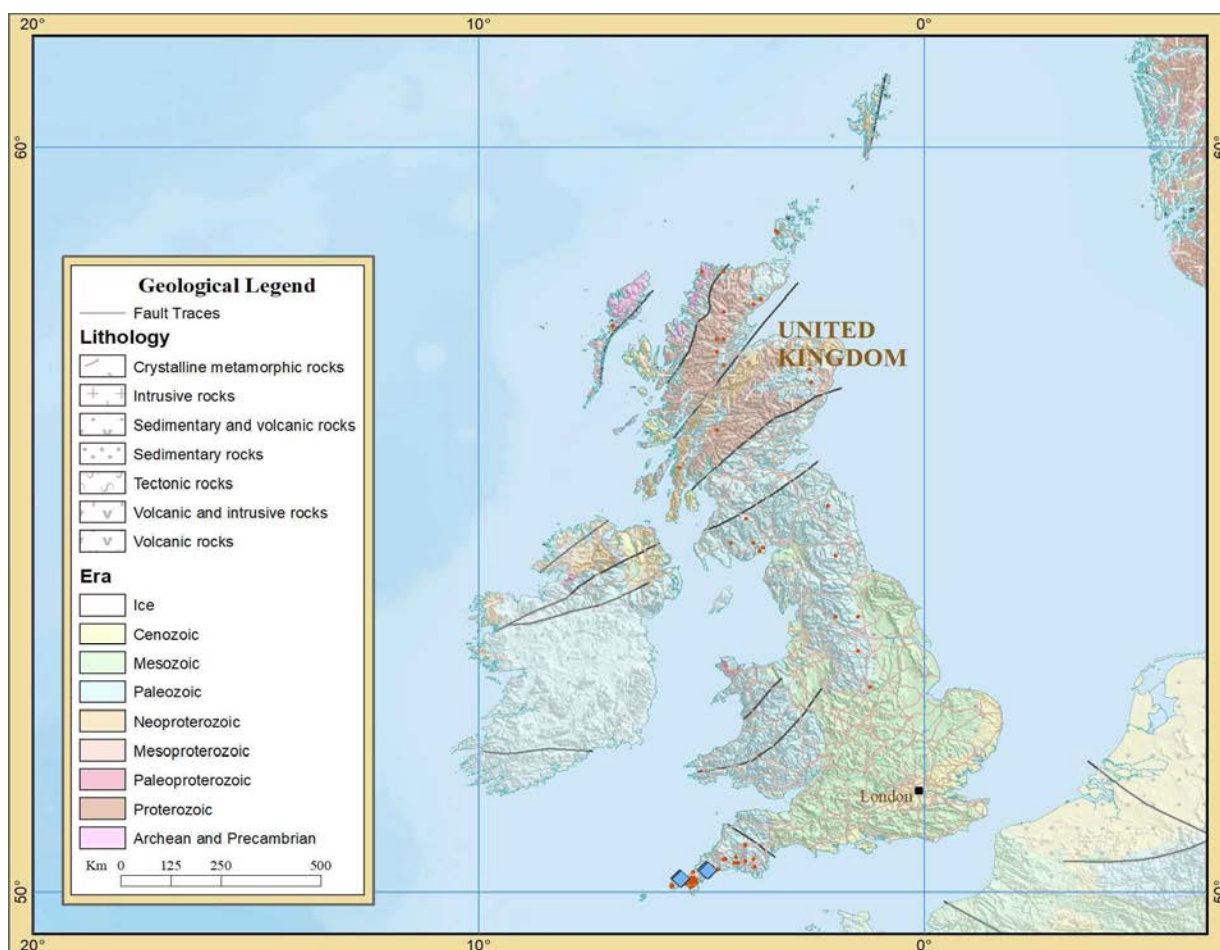 20°
10°
0°
60°
60°
UNITED
KINGDOM
Geological Legend
Fault Traces
Lithology
Crystalline metamorphic rocks
Intrusive rocks
Sedimentary and volcanic rocks
Sedimentary rocks
Tectonic rocks
Volcanic and intrusive rocks
Volcanic rocks
Era
Ice
Cenozoic
Mesozoic
Paleozoic
Neoproterozoic
Mesoproterozoic
Paleoproterozoic
Proterozoic
Archean and Precambrian
Km 0 125 250 500
London
50°
50°
20°
10°
0°